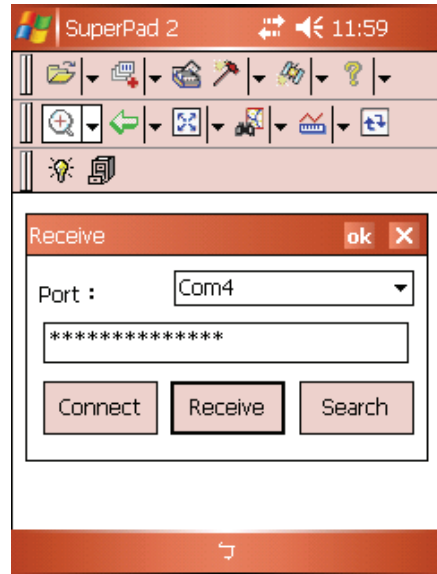 SuperPad 2 11:59
Receive ok
Port : Com4
**************
Connect Receive Search